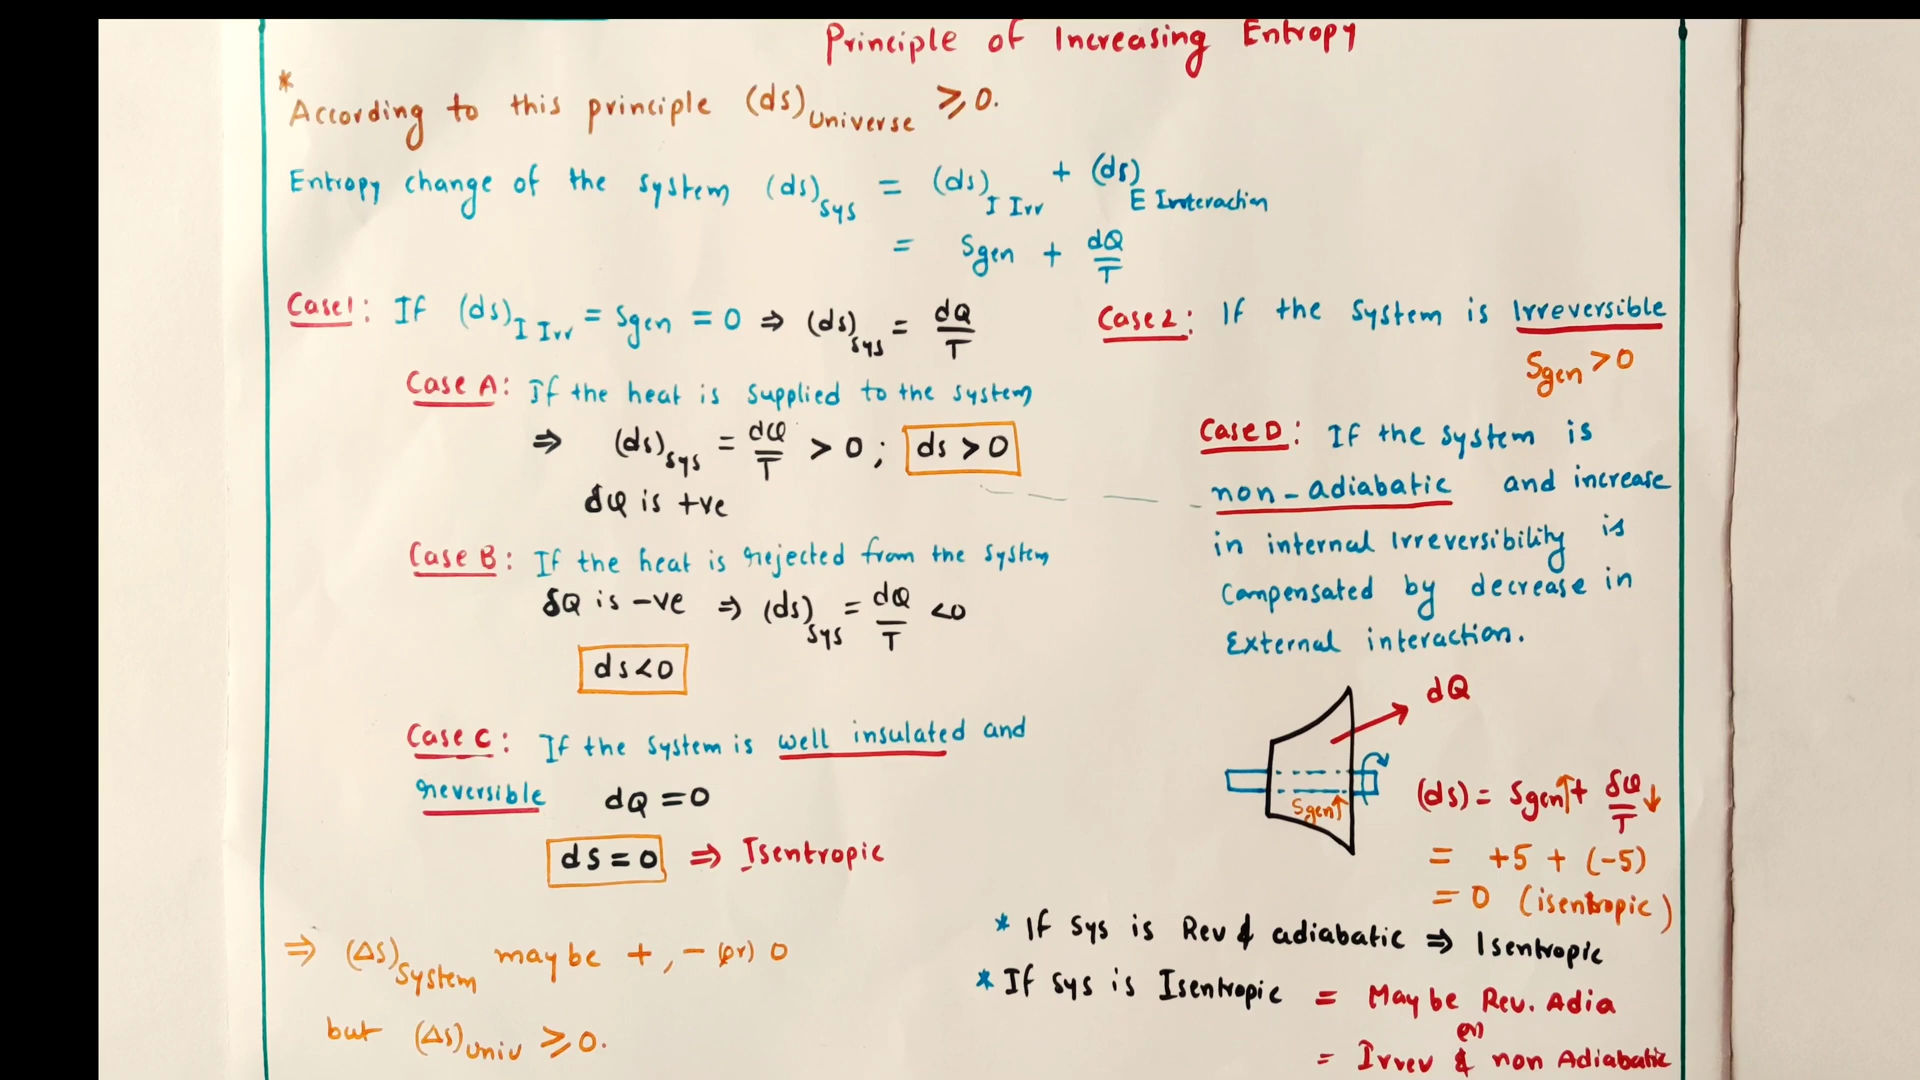 Principle of Increasing Entropy
* According to this principle (ds)Universe ⩾ 0.
Entropy change of the system (ds)sys = (ds)I Irr + (ds)E Interaction
= Sgen + dQ/T
Case1: If (ds)I Irr = Sgen = 0 ⇒ (ds)sys = dQ/T
Case A: If the heat is supplied to the system
⇒ (ds)sys = dQ/T > 0 ; ds > 0
δQ is +ve
Case B: If the heat is rejected from the system
δQ is -ve ⇒ (ds)sys = dQ/T <0
ds<0
Case C: If the system is well insulated and
reversible dQ = 0
ds = 0 ⇒ Isentropic
⇒ (Δs)system maybe +, - (or) 0
but (Δs)univ ⩾ 0.
Case2: If the system is Irreversible
Sgen > 0
Case D: If the system is
non-adiabatic and increase
in internal Irreversibility is
compensated by decrease in
External interaction.
dQ
Sgen↑
(ds) = Sgen↑ + δQ/T ↓
= +5 + (-5)
= 0 (isentropic)
* If sys is Rev & adiabatic ⇒ Isentropic
* If sys is Isentropic = Maybe Rev. Adia
(or)
= Irrev & non Adiabatic